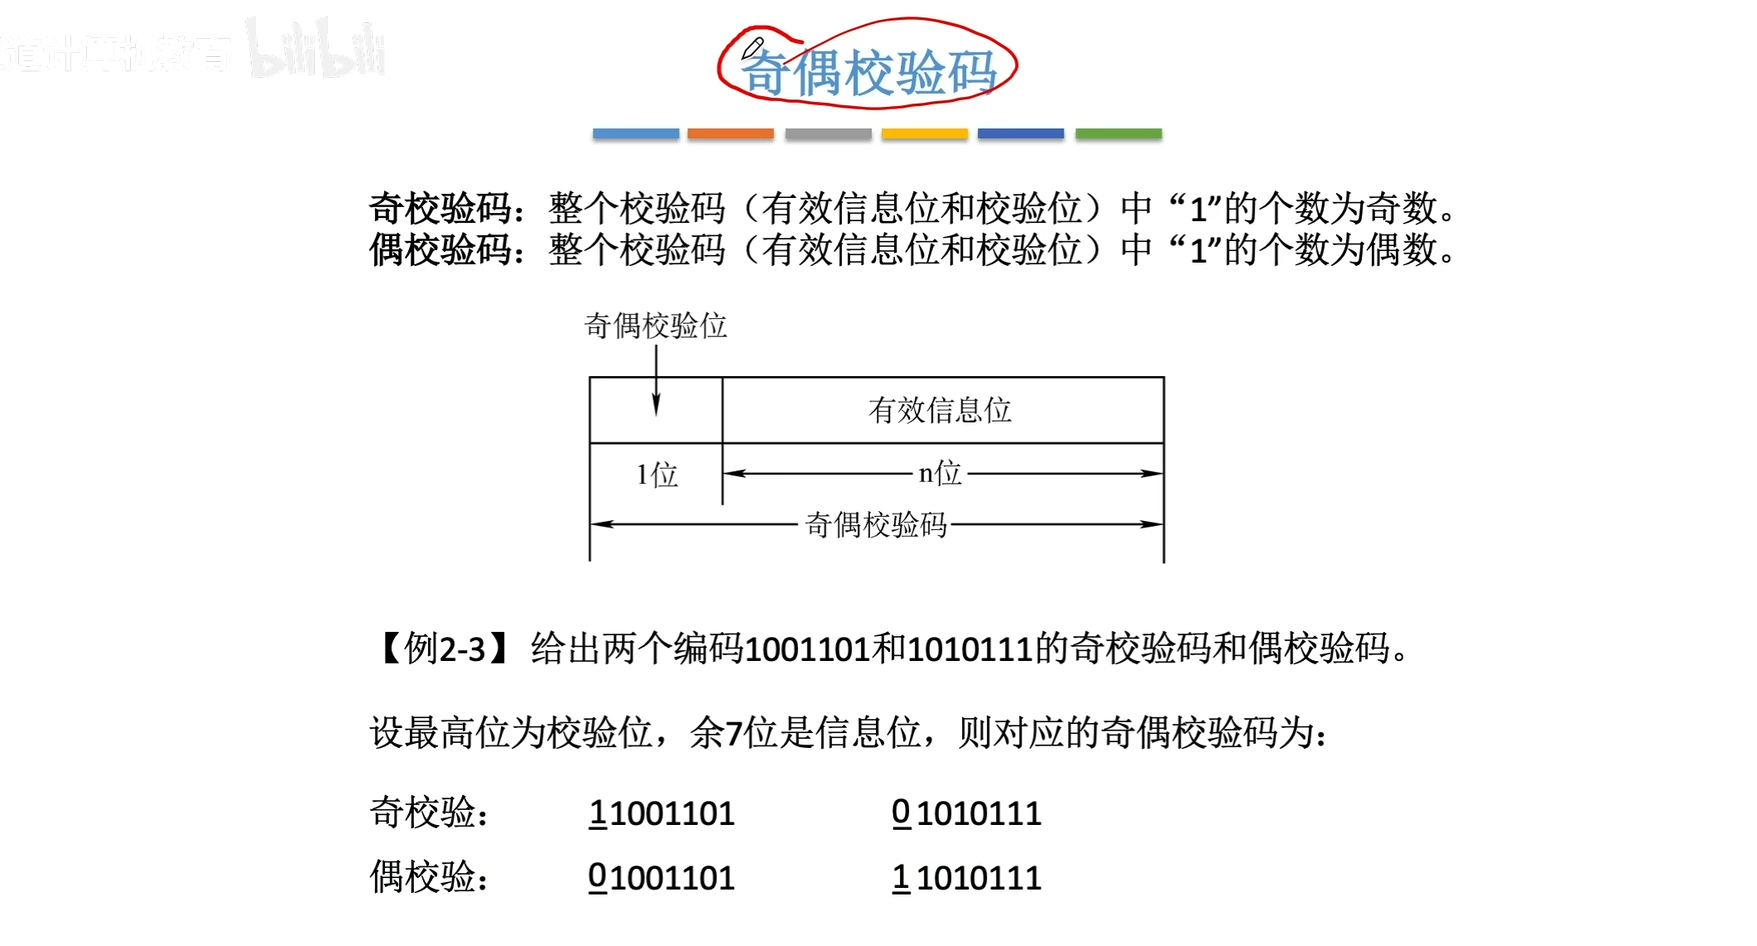 道计算机教育 bilibili
奇偶校验码
奇校验码：整个校验码（有效信息位和校验位）中“1”的个数为奇数。
偶校验码：整个校验码（有效信息位和校验位）中“1”的个数为偶数。
奇偶校验位
有效信息位
1位 n位
奇偶校验码
【例2-3】 给出两个编码1001101和1010111的奇校验码和偶校验码。
设最高位为校验位，余7位是信息位，则对应的奇偶校验码为：
奇校验： 11001101 0 1010111
偶校验： 01001101 1 1010111